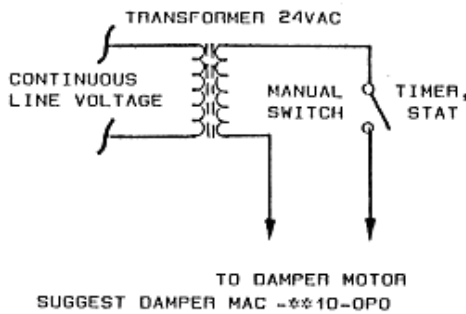 TRANSFORMER 24VAC
CONTINUOUS
LINE VOLTAGE
MANUAL
SWITCH
TIMER,
STAT
TO DAMPER MOTOR
SUGGEST DAMPER MAC -**10-OPO